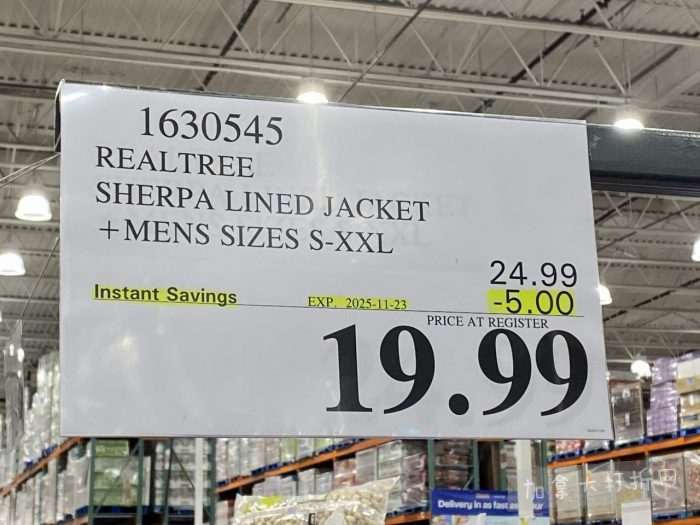 1630545
REALTREE
SHERPA LINED JACKET
+MENS SIZES S-XXL
24.99
Instant Savings EXP. 2025-11-23 -5.00
PRICE AT REGISTER
19.99
Delivery in as fast as our
加拿大打折网